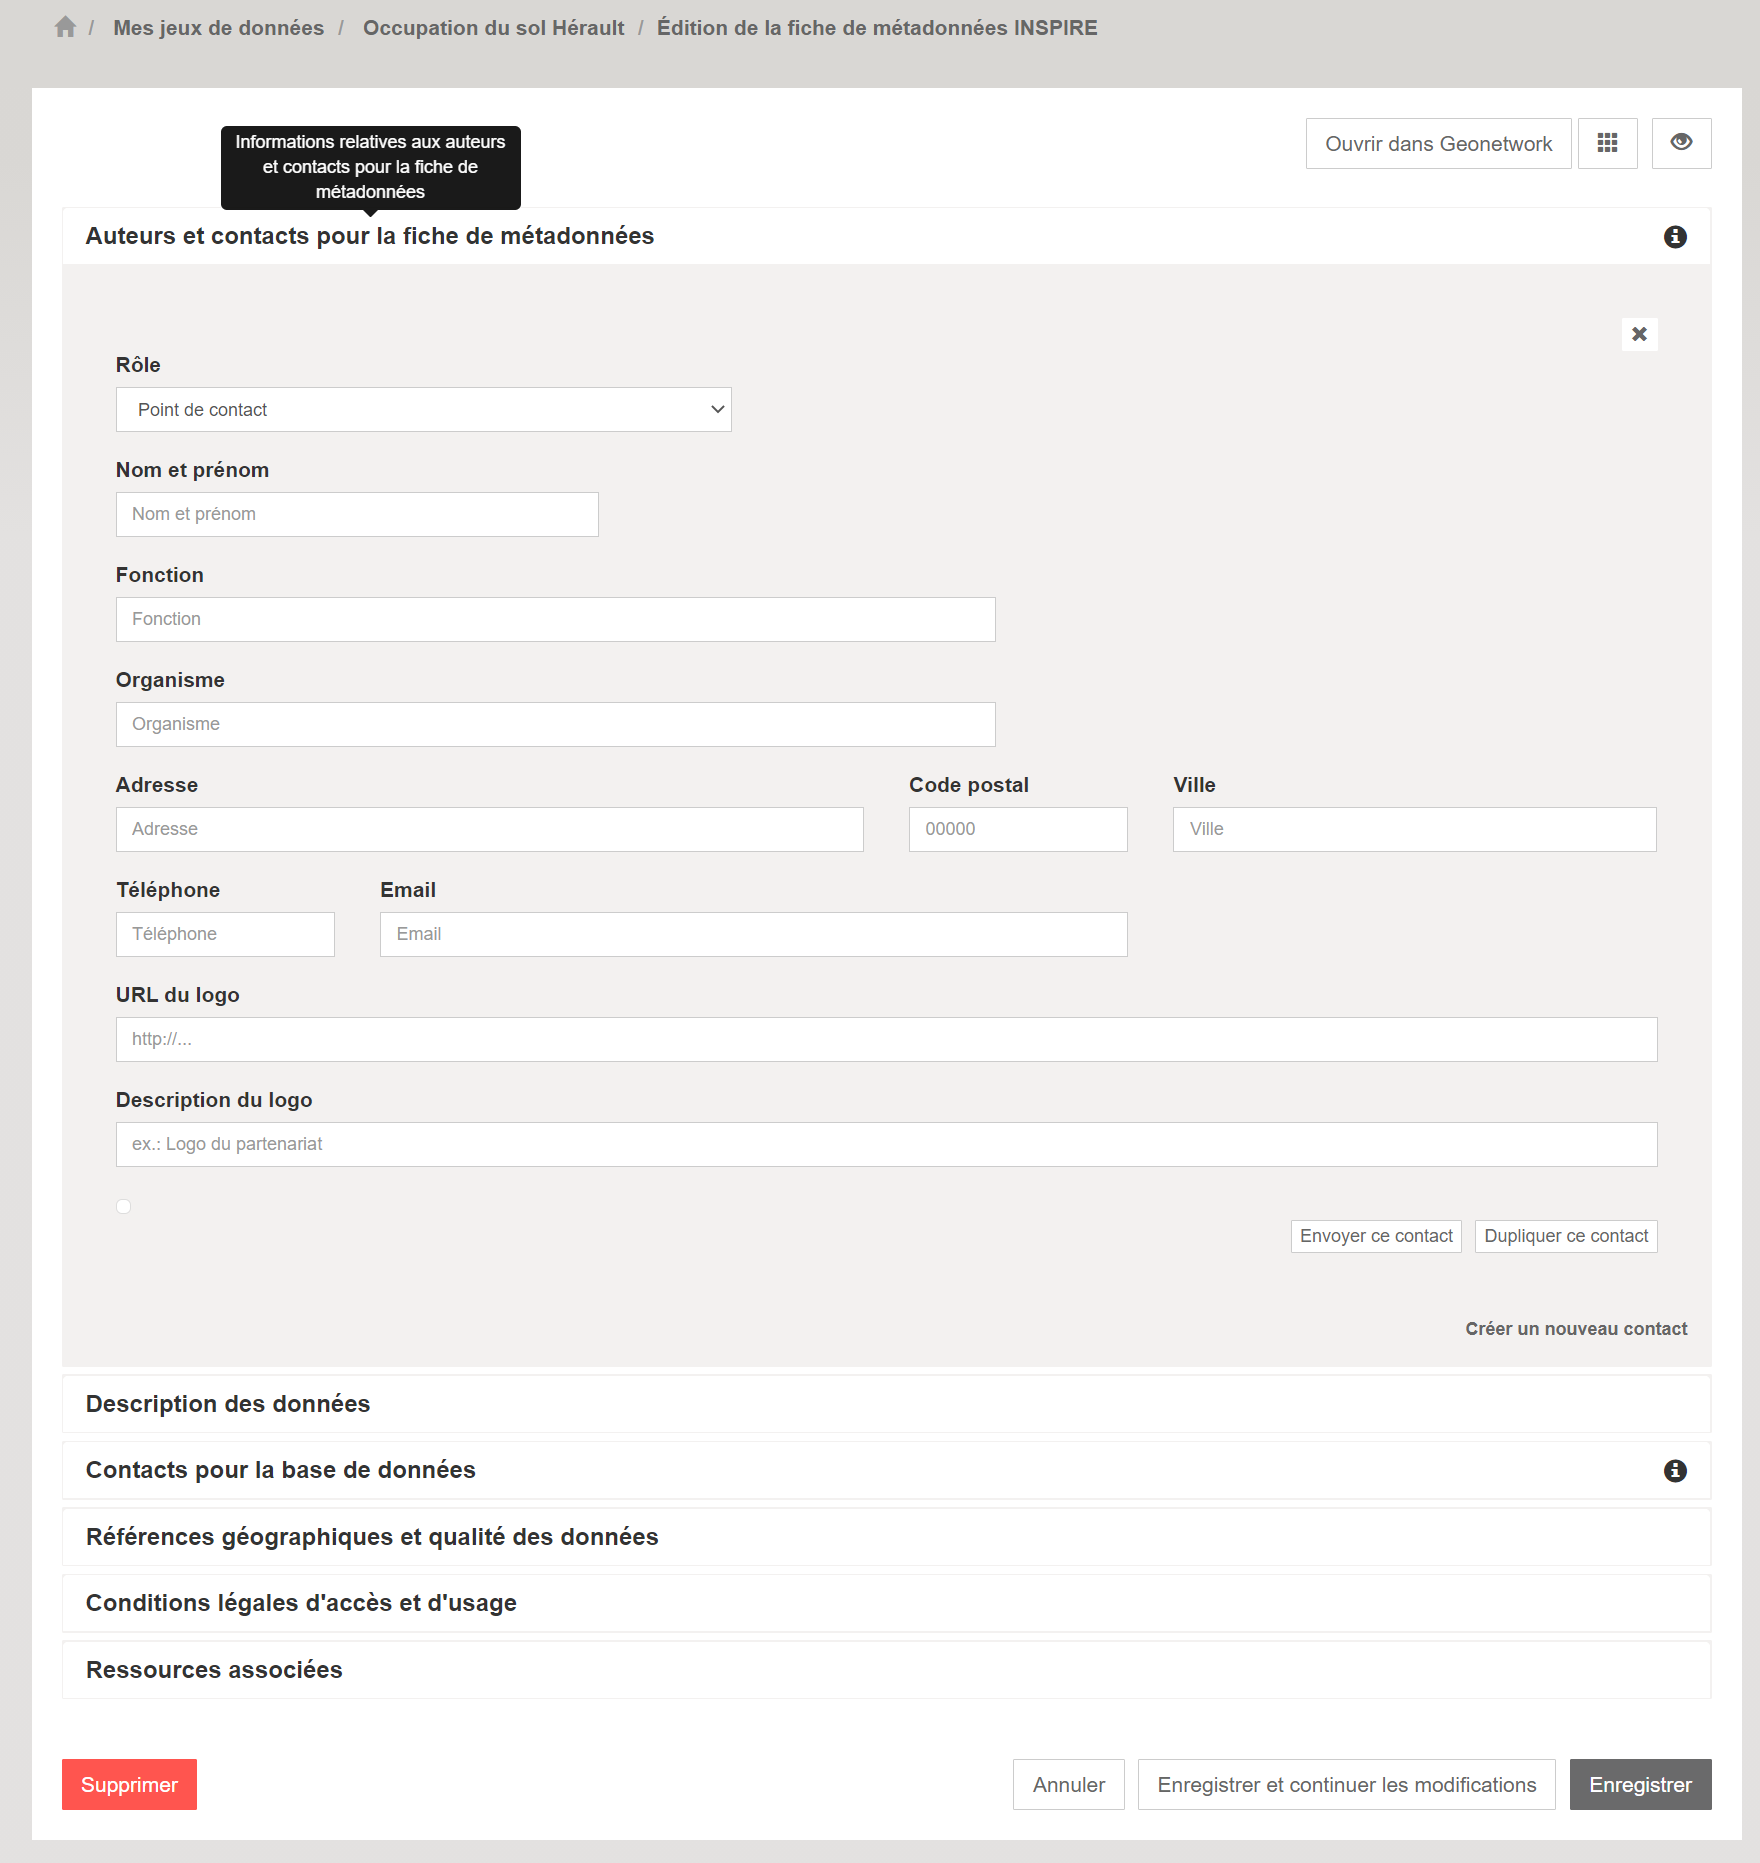 / Mes jeux de données / Occupation du sol Hérault / Édition de la fiche de métadonnées INSPIRE
Informations relatives aux auteurs
et contacts pour la fiche de
métadonnées
Ouvrir dans Geonetwork
Auteurs et contacts pour la fiche de métadonnées
Rôle
Point de contact
Nom et prénom
Nom et prénom
Fonction
Fonction
Organisme
Organisme
Adresse Code postal Ville
Adresse 00000 Ville
Téléphone Email
Téléphone Email
URL du logo
http://...
Description du logo
ex.: Logo du partenariat
Envoyer ce contact Dupliquer ce contact
Créer un nouveau contact
Description des données
Contacts pour la base de données
Références géographiques et qualité des données
Conditions légales d'accès et d'usage
Ressources associées
Supprimer Annuler Enregistrer et continuer les modifications Enregistrer